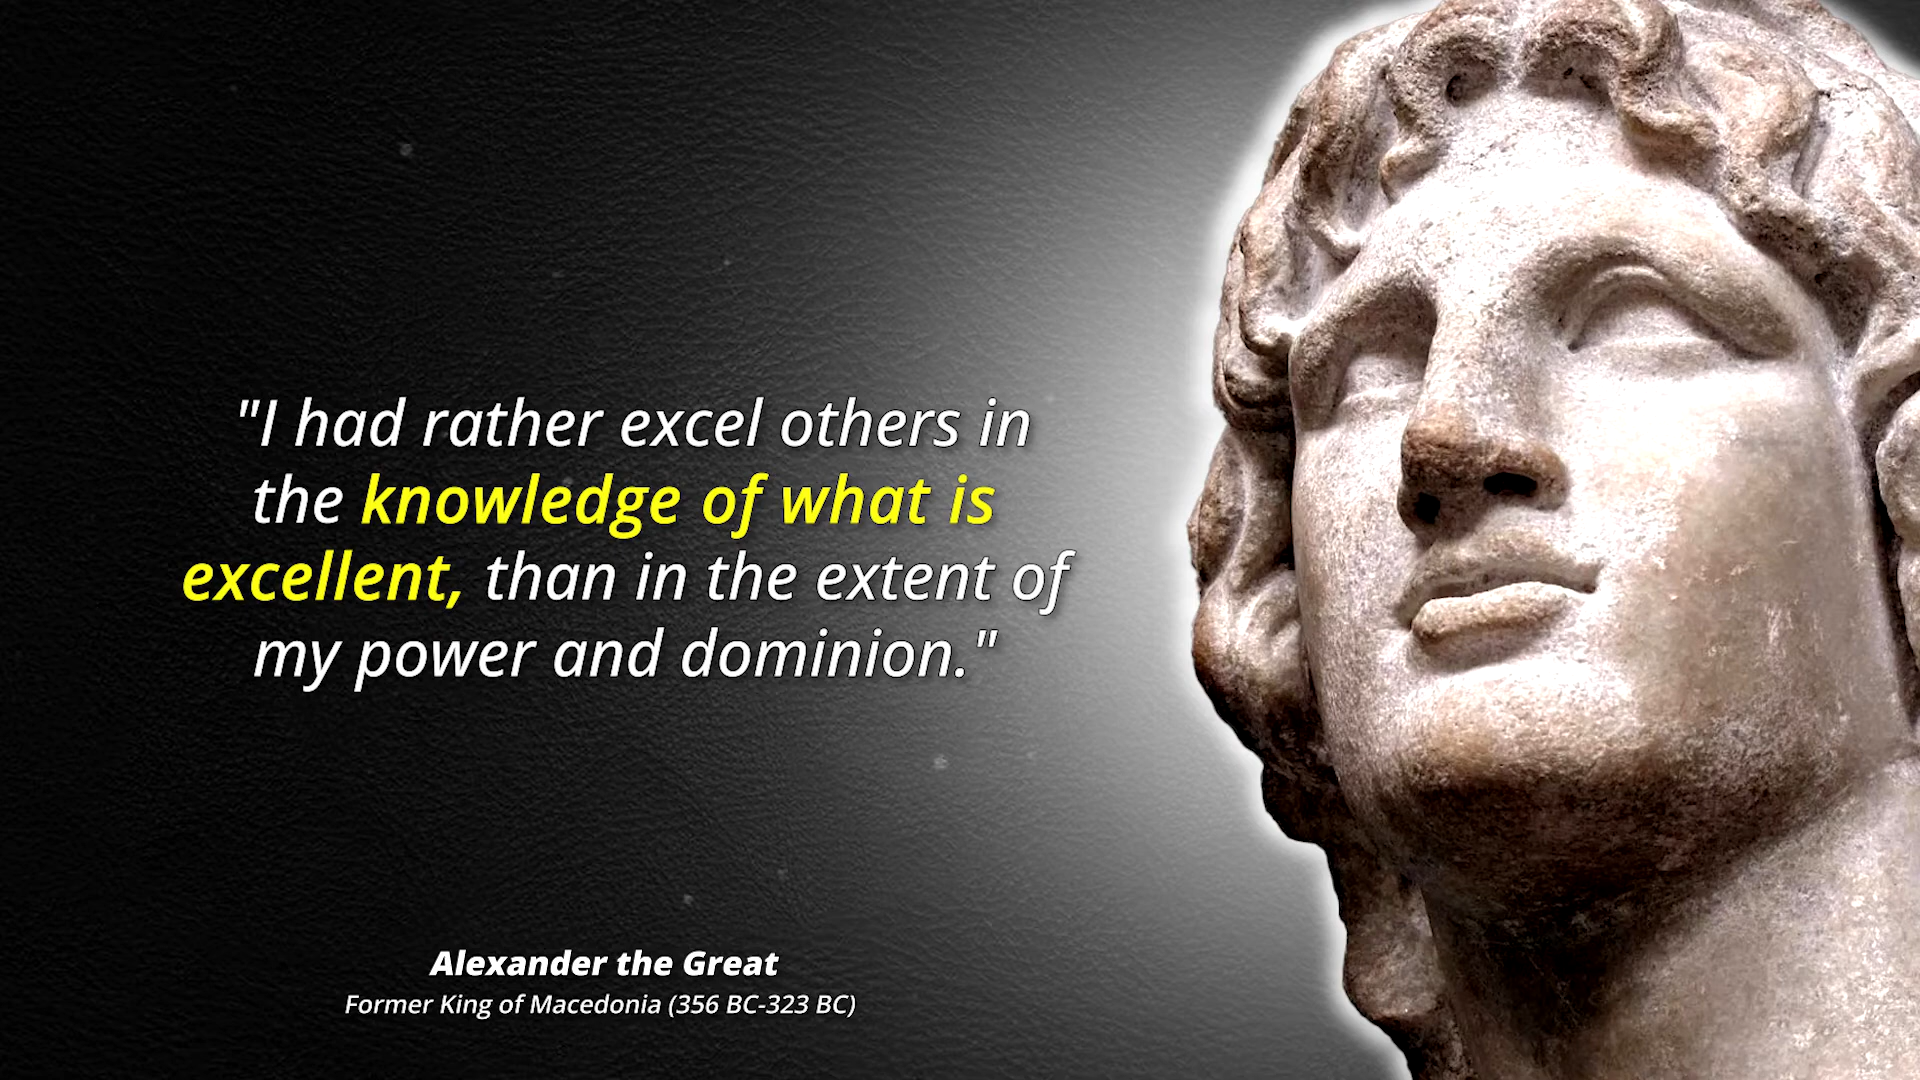 "I had rather excel others in
the knowledge of what is
excellent, than in the extent of
my power and dominion."
Alexander the Great
Former King of Macedonia (356 BC-323 BC)